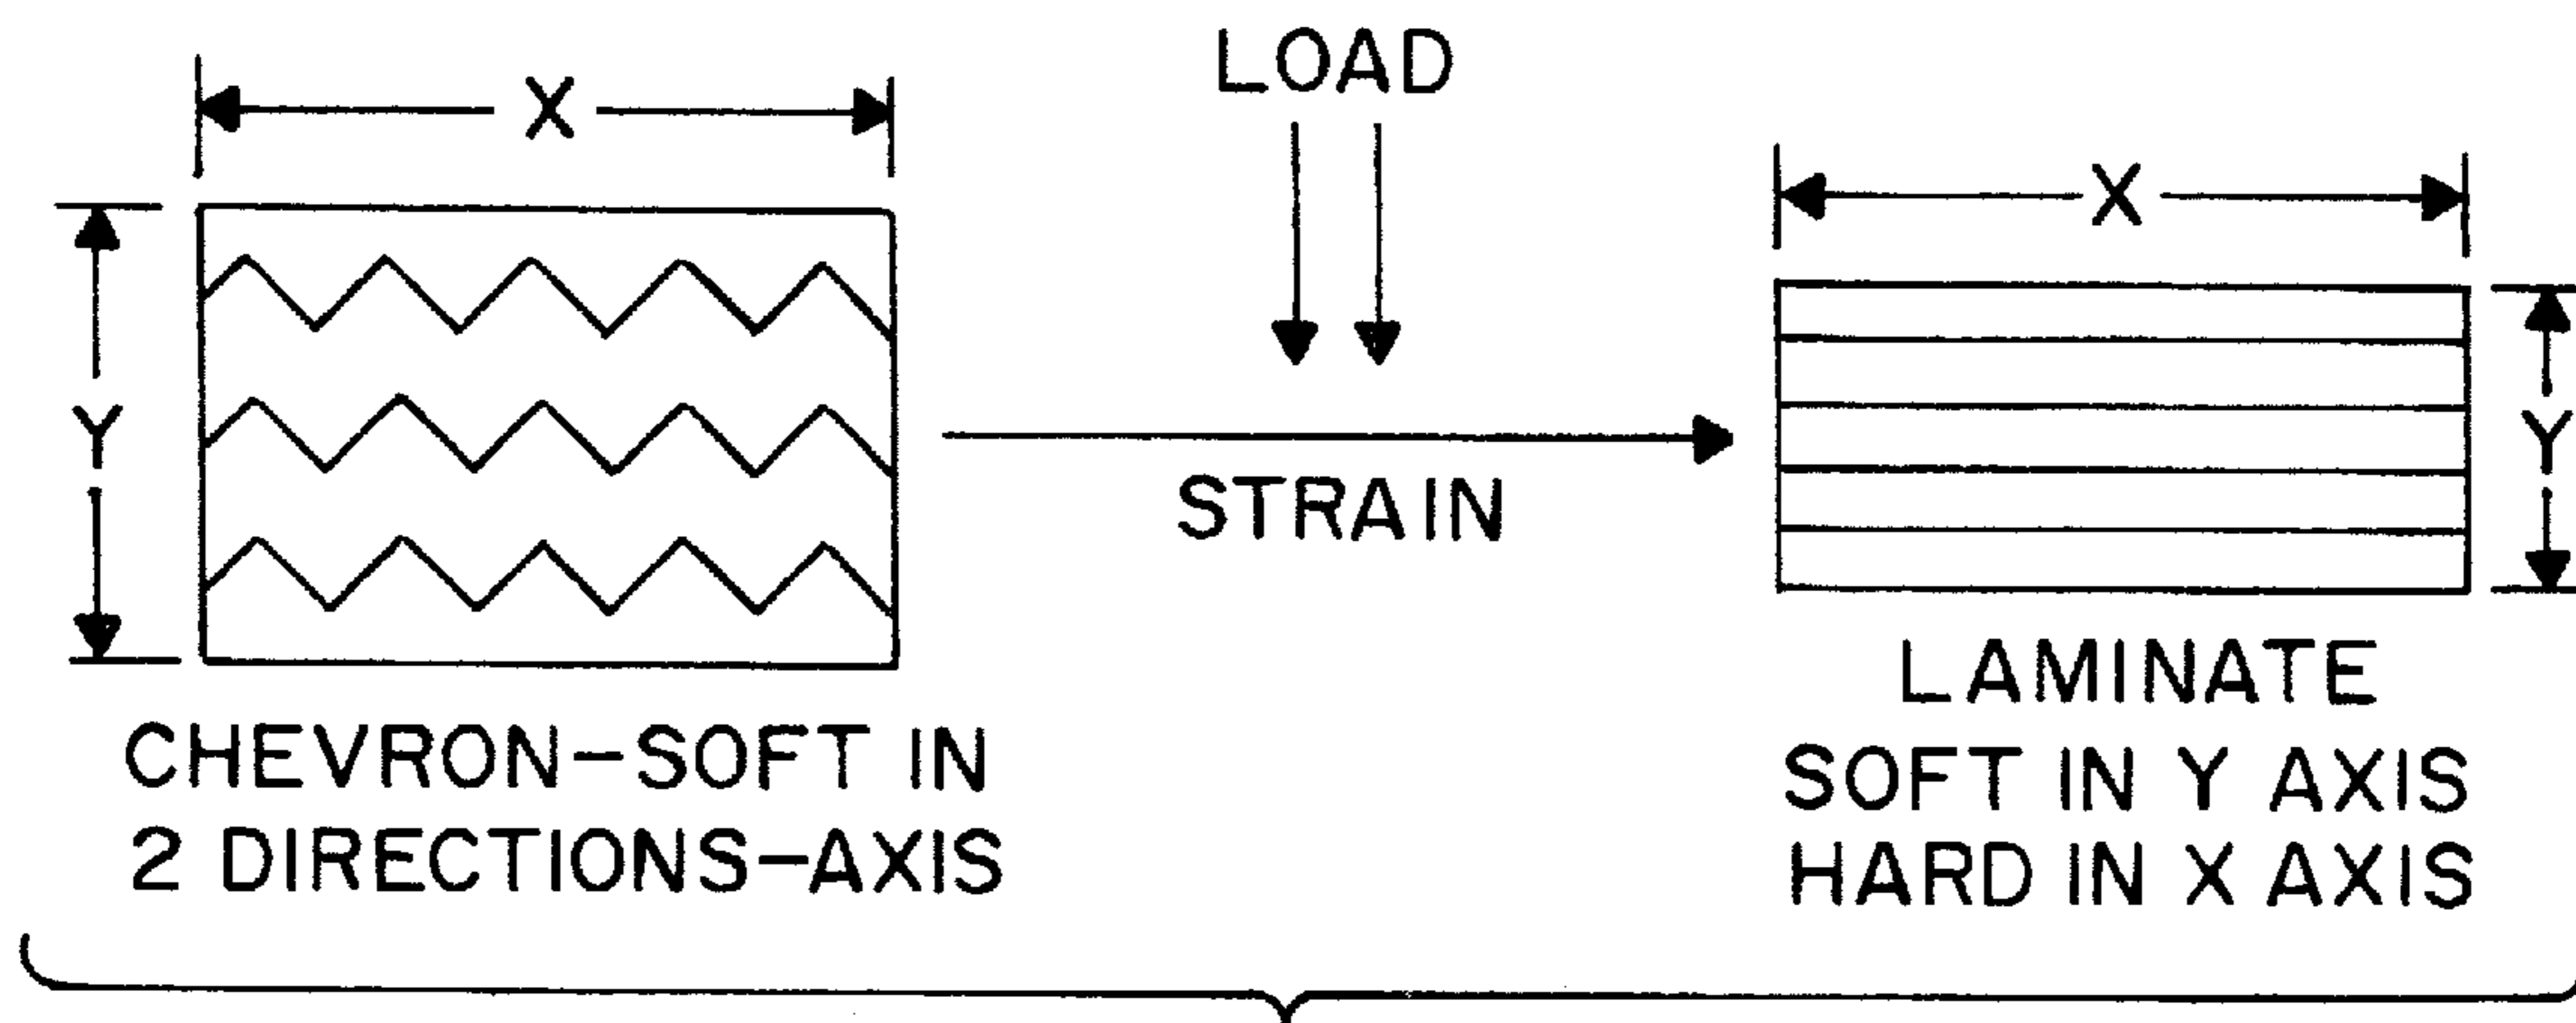 X
Y
CHEVRON-SOFT IN
2 DIRECTIONS-AXIS
LOAD
STRAIN
X
Y
LAMINATE
SOFT IN Y AXIS
HARD IN X AXIS